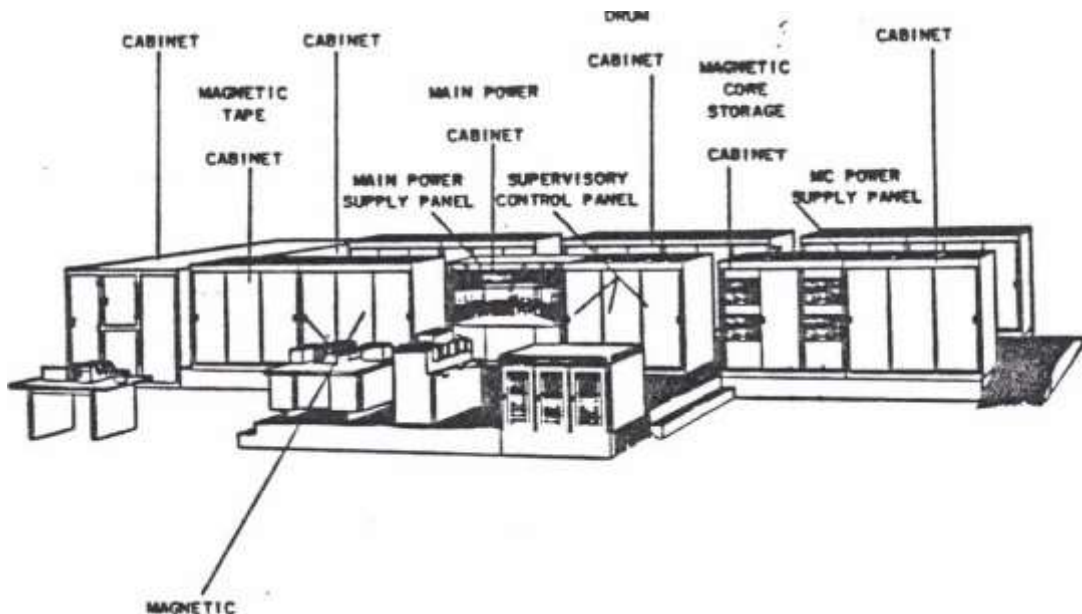 DRUM
CABINET
CABINET
CABINET
CABINET
MAGNETIC
TAPE
MAIN POWER
MAGNETIC
CORE
STORAGE
CABINET
CABINET
CABINET
MAIN POWER
SUPPLY PANEL
SUPERVISORY
CONTROL PANEL
MC POWER
SUPPLY PANEL
MAGNETIC